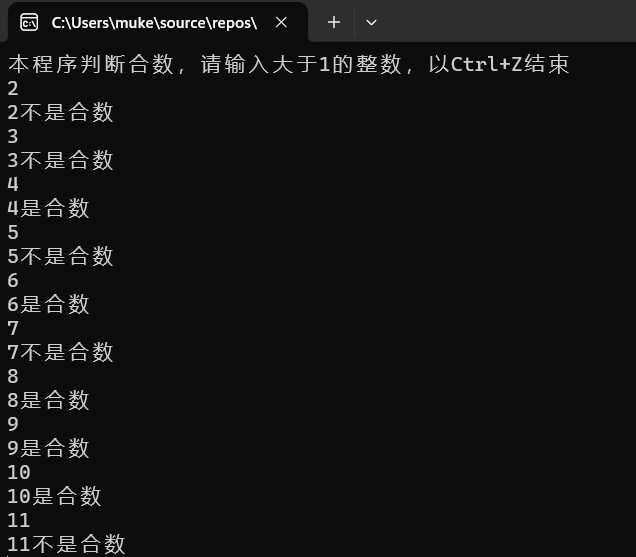 C:\Users\muke\source\repos\
本程序判断合数，请输入大于1的整数，以Ctrl+Z结束
2
2不是合数
3
3不是合数
4
4是合数
5
5不是合数
6
6是合数
7
7不是合数
8
8是合数
9
9是合数
10
10是合数
11
11不是合数